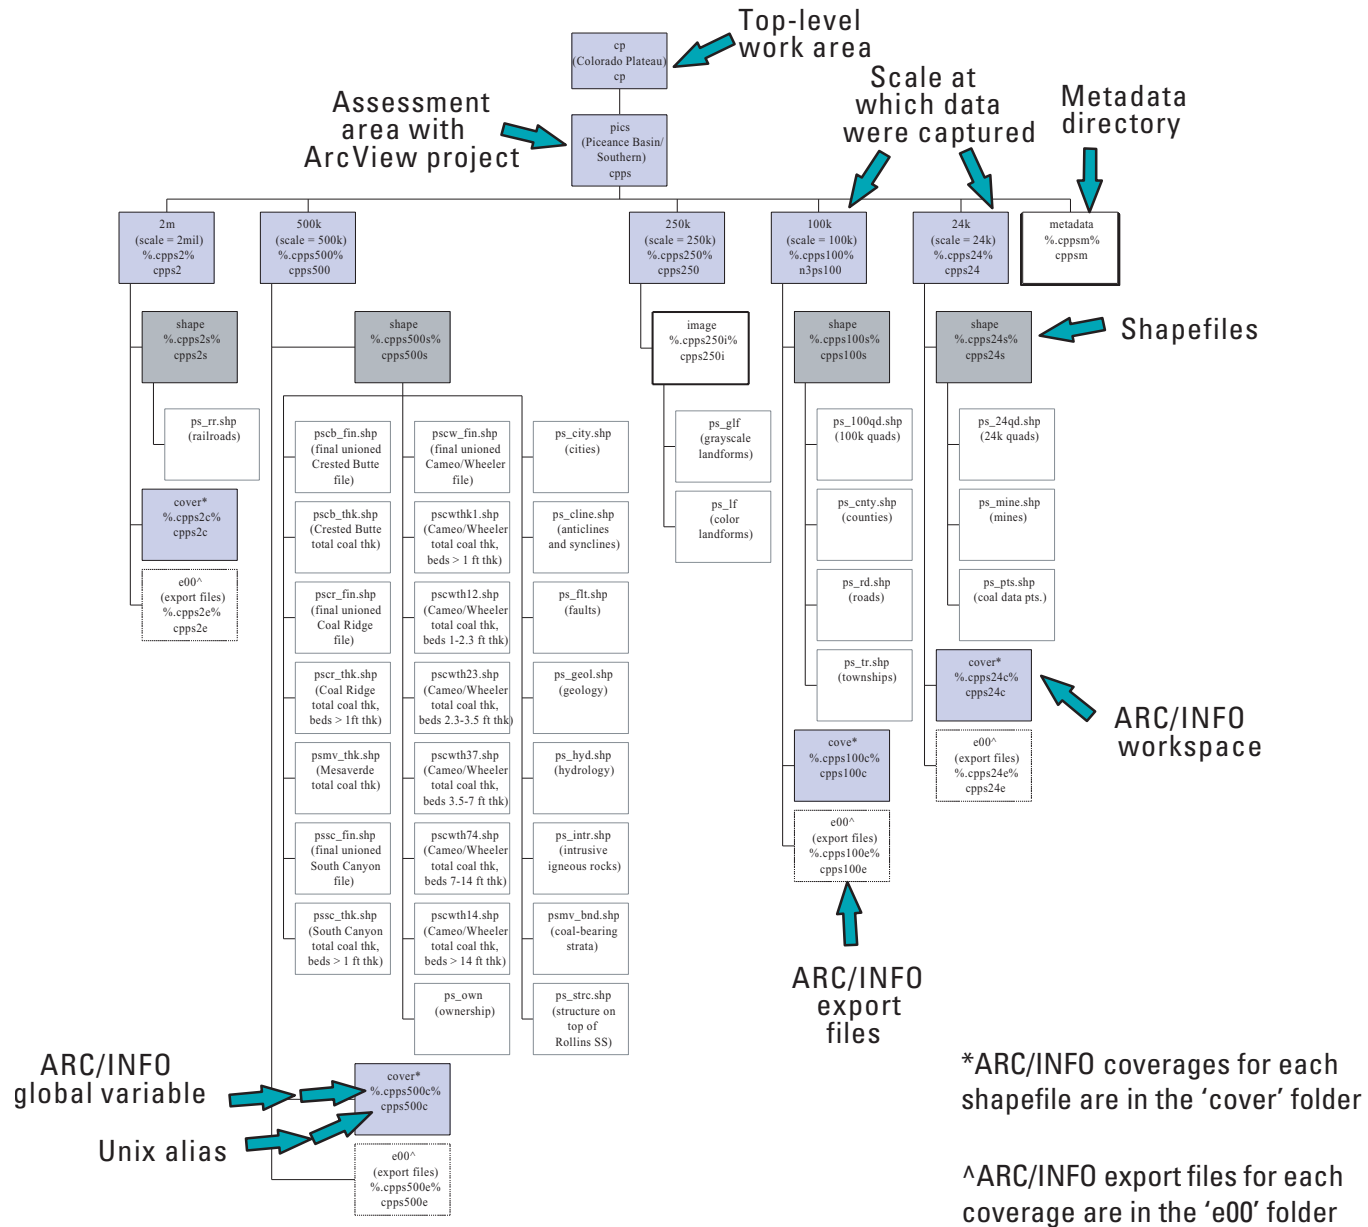 Top-level
work area
cp
(Colorado Plateau)
cp
Assessment
area with
ArcView project
pics
(Piceance Basin/
Southern)
cpps
Scale at
which data
were captured
Metadata
directory
2m
(scale = 2mil)
%.cpps2%
cpps2
500k
(scale = 500k)
%.cpps500%
cpps500
250k
(scale = 250k)
%.cpps250%
cpps250
100k
(scale = 100k)
%.cpps100%
n3ps100
24k
(scale = 24k)
%.cpps24%
cpps24
metadata
%.cppsm%
cppsm
shape
%.cpps2s%
cpps2s
shape
%.cpps500s%
cpps500s
image
%.cpps250i%
cpps250i
shape
%.cpps100s%
cpps100s
shape
%.cpps24s%
cpps24s
Shapefiles
ps_rr.shp
(railroads)
cover*
%.cpps2c%
cpps2c
e00^
(export files)
%.cpps2e%
cpps2e
pscb_fin.shp
(final unioned
Crested Butte
file)
pscb_thk.shp
(Crested Butte
total coal thk)
pscr_fin.shp
(final unioned
Coal Ridge
file)
pscr_thk.shp
(Coal Ridge
total coal thk,
beds > 1ft thk)
psmv_thk.shp
(Mesaverde
total coal thk)
pssc_fin.shp
(final unioned
South Canyon
file)
pssc_thk.shp
(South Canyon
total coal thk,
beds > 1 ft thk)
pscw_fin.shp
(final unioned
Cameo/Wheeler
file)
pscwthk1.shp
(Cameo/Wheeler
total coal thk,
beds > 1 ft thk)
pscwth12.shp
(Cameo/Wheeler
total coal thk,
beds 1-2.3 ft thk)
pscwth23.shp
(Cameo/Wheeler
total coal thk,
beds 2.3-3.5 ft thk)
pscwth37.shp
(Cameo/Wheeler
total coal thk,
beds 3.5-7 ft thk)
pscwth74.shp
(Cameo/Wheeler
total coal thk,
beds 7-14 ft thk)
pscwth14.shp
(Cameo/Wheeler
total coal thk,
beds > 14 ft thk)
ps_own
(ownership)
ps_city.shp
(cities)
ps_cline.shp
(anticlines
and synclines)
ps_flt.shp
(faults)
ps_geol.shp
(geology)
ps_hyd.shp
(hydrology)
ps_intr.shp
(intrusive
igneous rocks)
psmv_bnd.shp
(coal-bearing
strata)
ps_strc.shp
(structure on
top of
Rollins SS)
ps_glf
(grayscale
landforms)
ps_lf
(color
landforms)
ps_100qd.shp
(100k quads)
ps_cnty.shp
(counties)
ps_rd.shp
(roads)
ps_tr.shp
(townships)
cove*
%.cpps100c%
cpps100c
e00^
(export files)
%.cpps100e%
cpps100e
ps_24qd.shp
(24k quads)
ps_mine.shp
(mines)
ps_pts.shp
(coal data pts.)
cover*
%.cpps24c%
cpps24c
e00^
(export files)
%.cpps24e%
cpps24e
ARC/INFO
workspace
ARC/INFO
export
files
ARC/INFO
global variable
Unix alias
cover*
%.cpps500c%
cpps500c
e00^
(export files)
%.cpps500e%
cpps500e
*ARC/INFO coverages for each
shapefile are in the ‘cover’ folder
^ARC/INFO export files for each
coverage are in the ‘e00’ folder